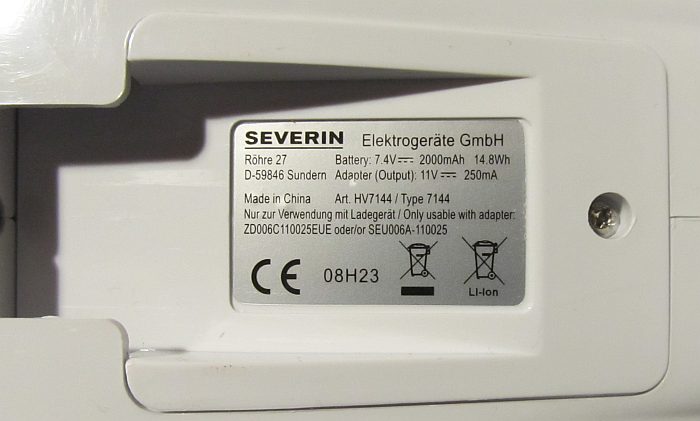 SEVERIN Elektrogeräte GmbH
Röhre 27 Battery: 7.4V⎓ 2000mAh 14.8Wh
D-59846 Sundern Adapter (Output): 11V⎓ 250mA
Made in China Art. HV7144 / Type 7144
Nur zur Verwendung mit Ladegerät / Only usable with adapter:
ZD006C110025EUE oder/or SEU006A-110025
CE 08H23
Li-Ion